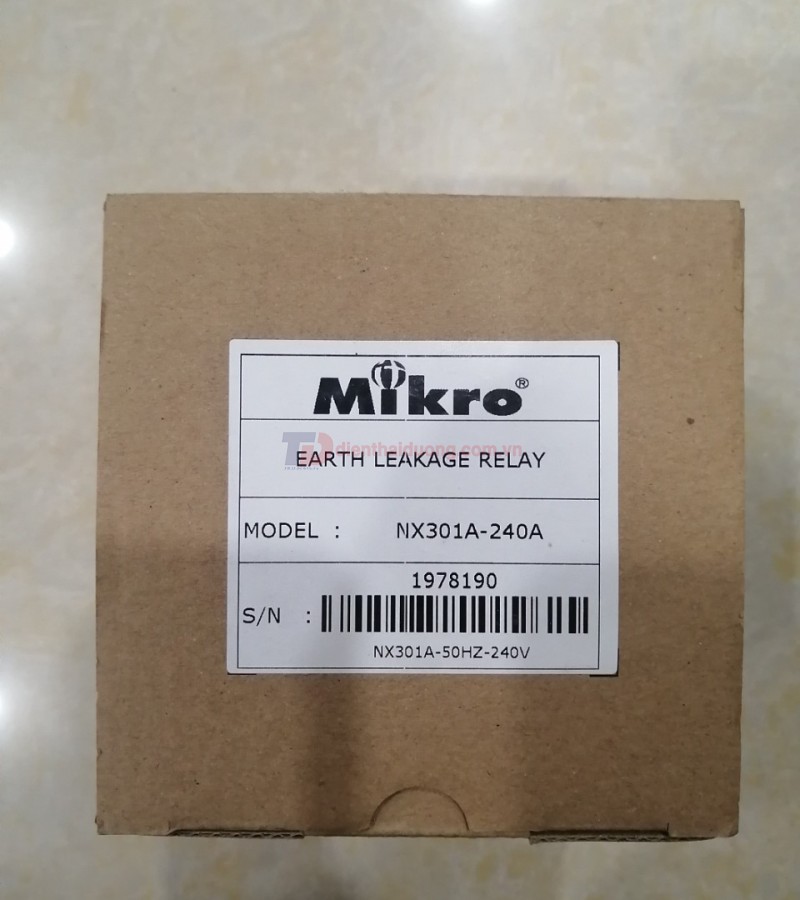 Mikro®
dienthaiduong.com.vn
EARTH LEAKAGE RELAY
MODEL : NX301A-240A
1978190
S/N :
NX301A-50HZ-240V